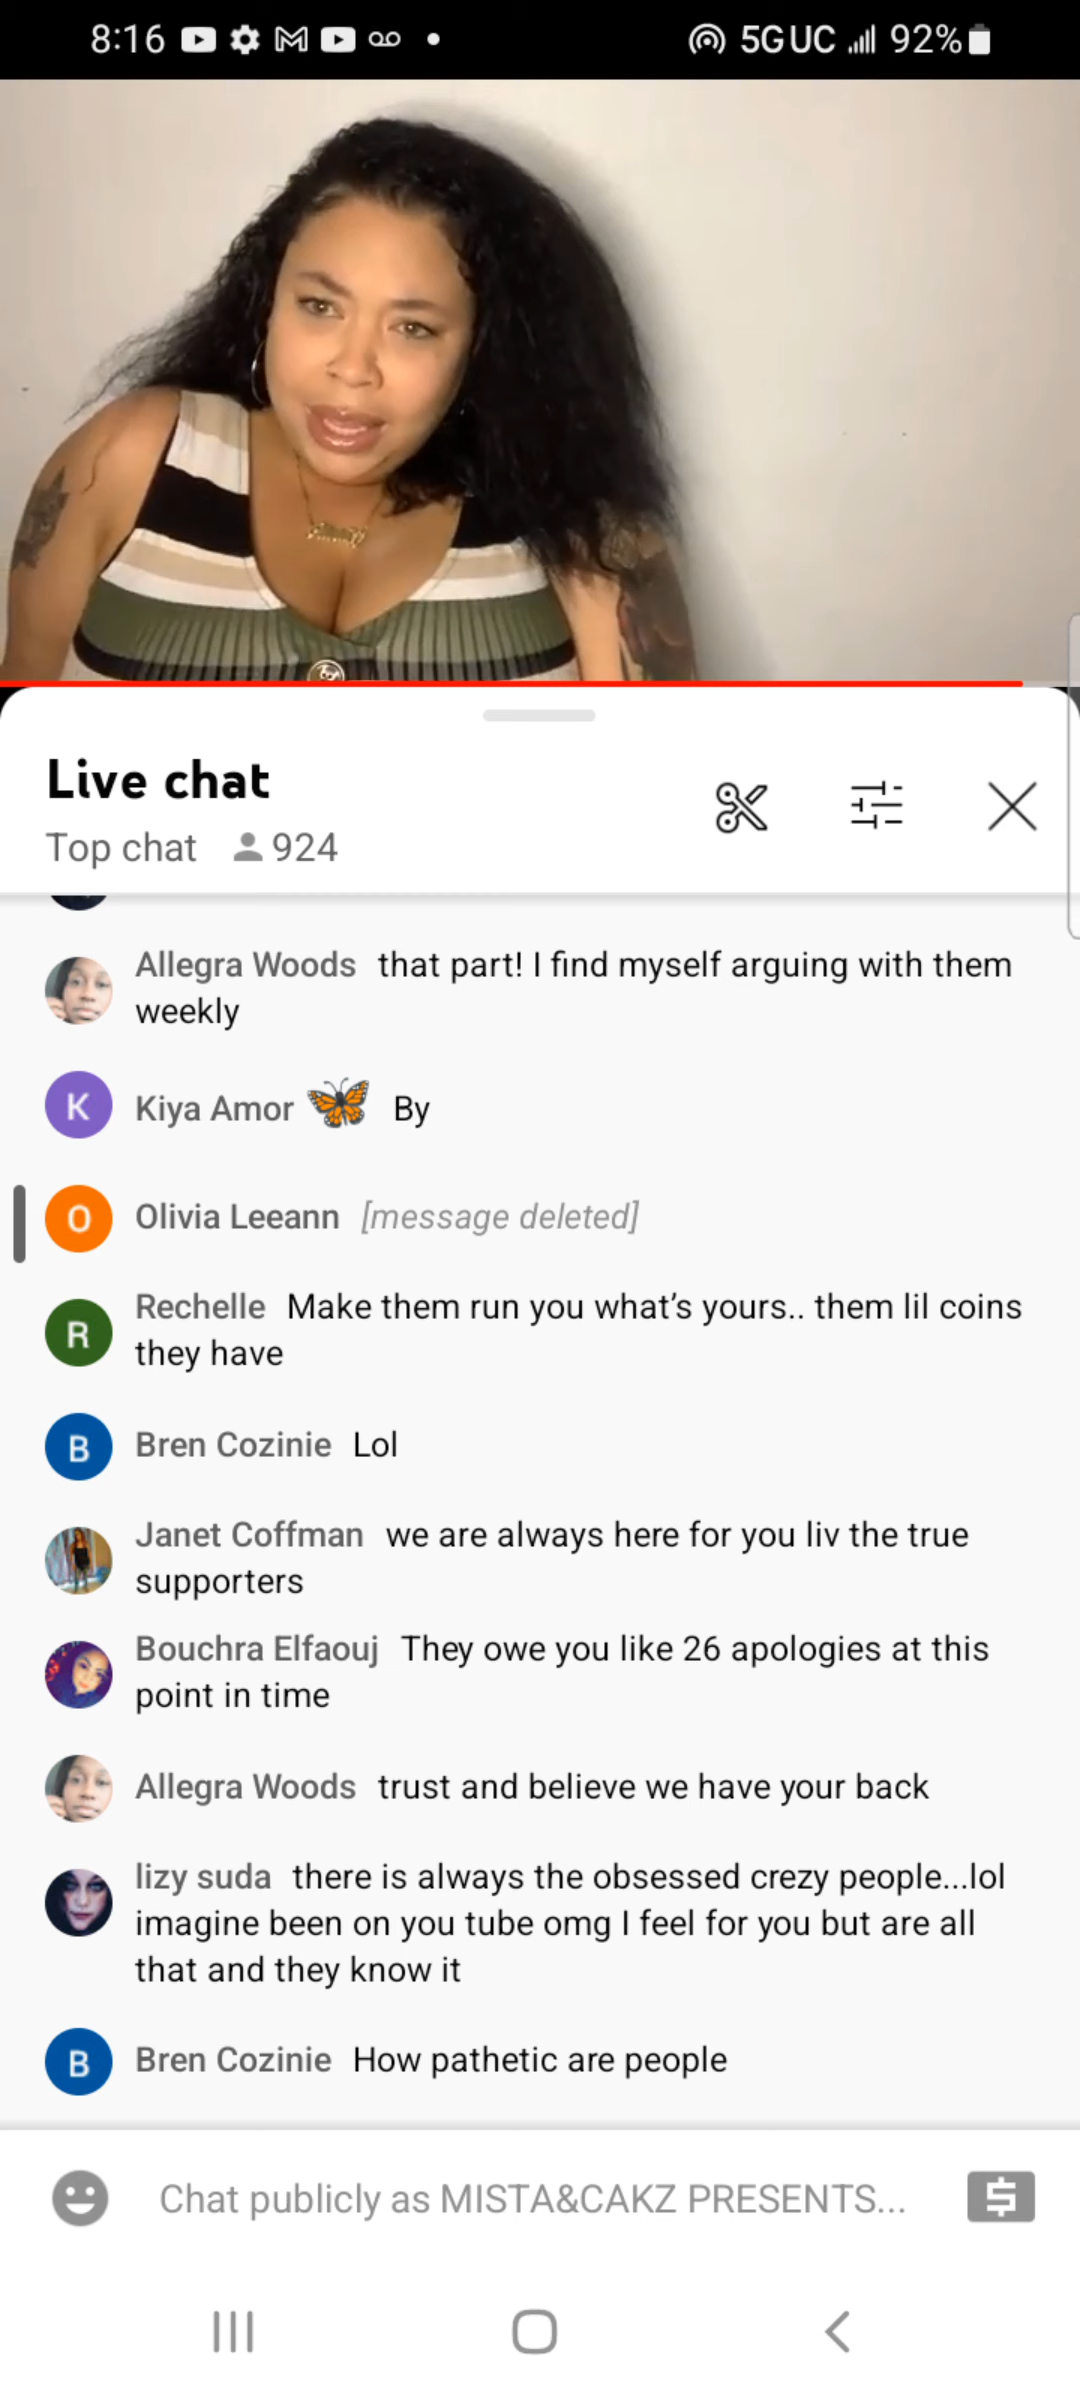 8:16 5G UC 92%
Live chat
Top chat 924
Allegra Woods that part! I find myself arguing with them
weekly
K Kiya Amor By
O Olivia Leeann [message deleted]
Rechelle Make them run you what's yours.. them lil coins
R they have
B Bren Cozinie Lol
Janet Coffman we are always here for you liv the true
supporters
Bouchra Elfaouj They owe you like 26 apologies at this
point in time
Allegra Woods trust and believe we have your back
lizy suda there is always the obsessed crezy people...lol
imagine been on you tube omg I feel for you but are all
that and they know it
B Bren Cozinie How pathetic are people
Chat publicly as MISTA&CAKZ PRESENTS...